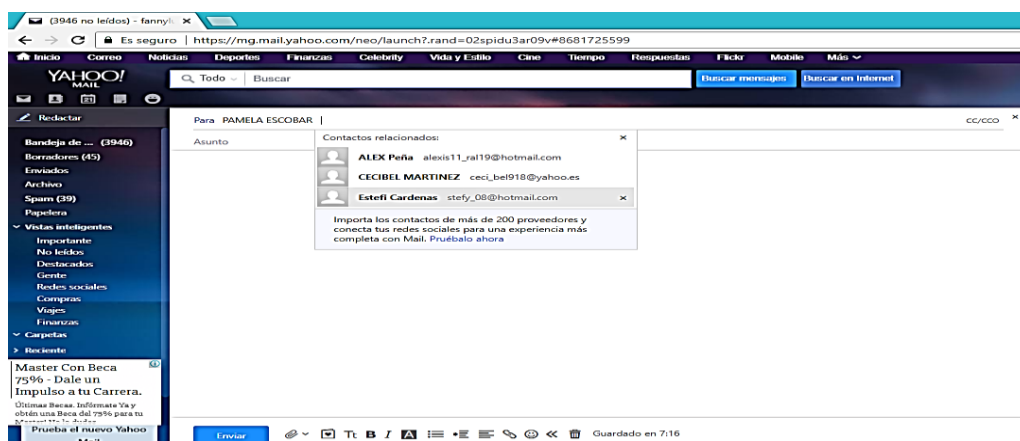 (3946 no leídos) - fannyl
Es seguro | https://mg.mail.yahoo.com/neo/launch?.rand=02spidu3ar09v#8681725599
Inicio Correo Noticias Deportes Finanzas Celebrity Vida y Estilo Cine Tiempo Respuestas Flickr Mobile Más
YAHOO!
MAIL
Todo Buscar
Buscar mensajes Buscar en Internet
Redactar
Para PAMELA ESCOBAR cc/cco
Asunto
Contactos relacionados:
ALEX Peña alexis11_ral19@hotmail.com
CECIBEL MARTINEZ ceci_bel918@yahoo.es
Estefi Cardenas stefy_08@hotmail.com
Importa los contactos de más de 200 proveedores y
conecta tus redes sociales para una experiencia más
completa con Mail. Pruébalo ahora
Bandeja de ... (3946)
Borradores (45)
Enviados
Archivo
Spam (39)
Papelera
Vistas inteligentes
Importante
No leídos
Destacados
Gente
Redes sociales
Compras
Viajes
Finanzas
Carpetas
Reciente
Master Con Beca
75% - Dale un
Impulso a tu Carrera.
Últimas Becas. Infórmate Ya y
obtén una Beca del 75% para tu
Prueba el nuevo Yahoo
Enviar Guardado en 7:16